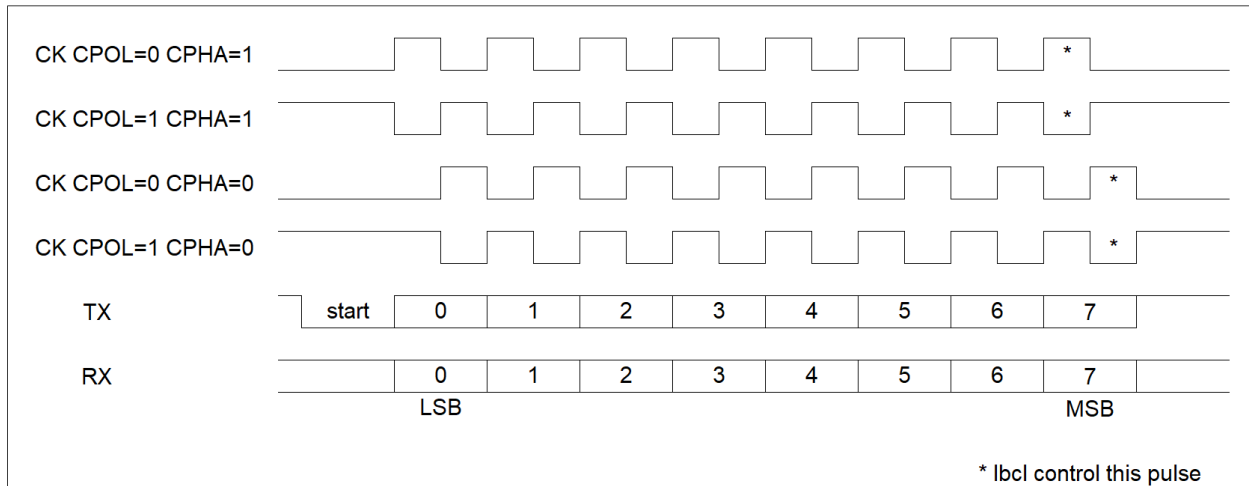 CK CPOL=0 CPHA=1 *
CK CPOL=1 CPHA=1 *
CK CPOL=0 CPHA=0 *
CK CPOL=1 CPHA=0 *
TX start 0 1 2 3 4 5 6 7
RX 0 1 2 3 4 5 6 7
LSB MSB
* lbcl control this pulse